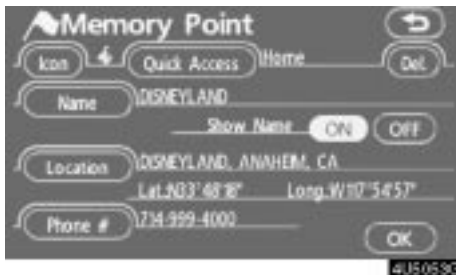 Memory Point
Icon Quick Access Home Del.
Name DISNEYLAND
Show Name ON OFF
Location DISNEYLAND, ANAHEIM, CA
Lat.:N33°48'18" Long.:W117°54'57"
Phone # 714-999-4000
OK
4U5053G